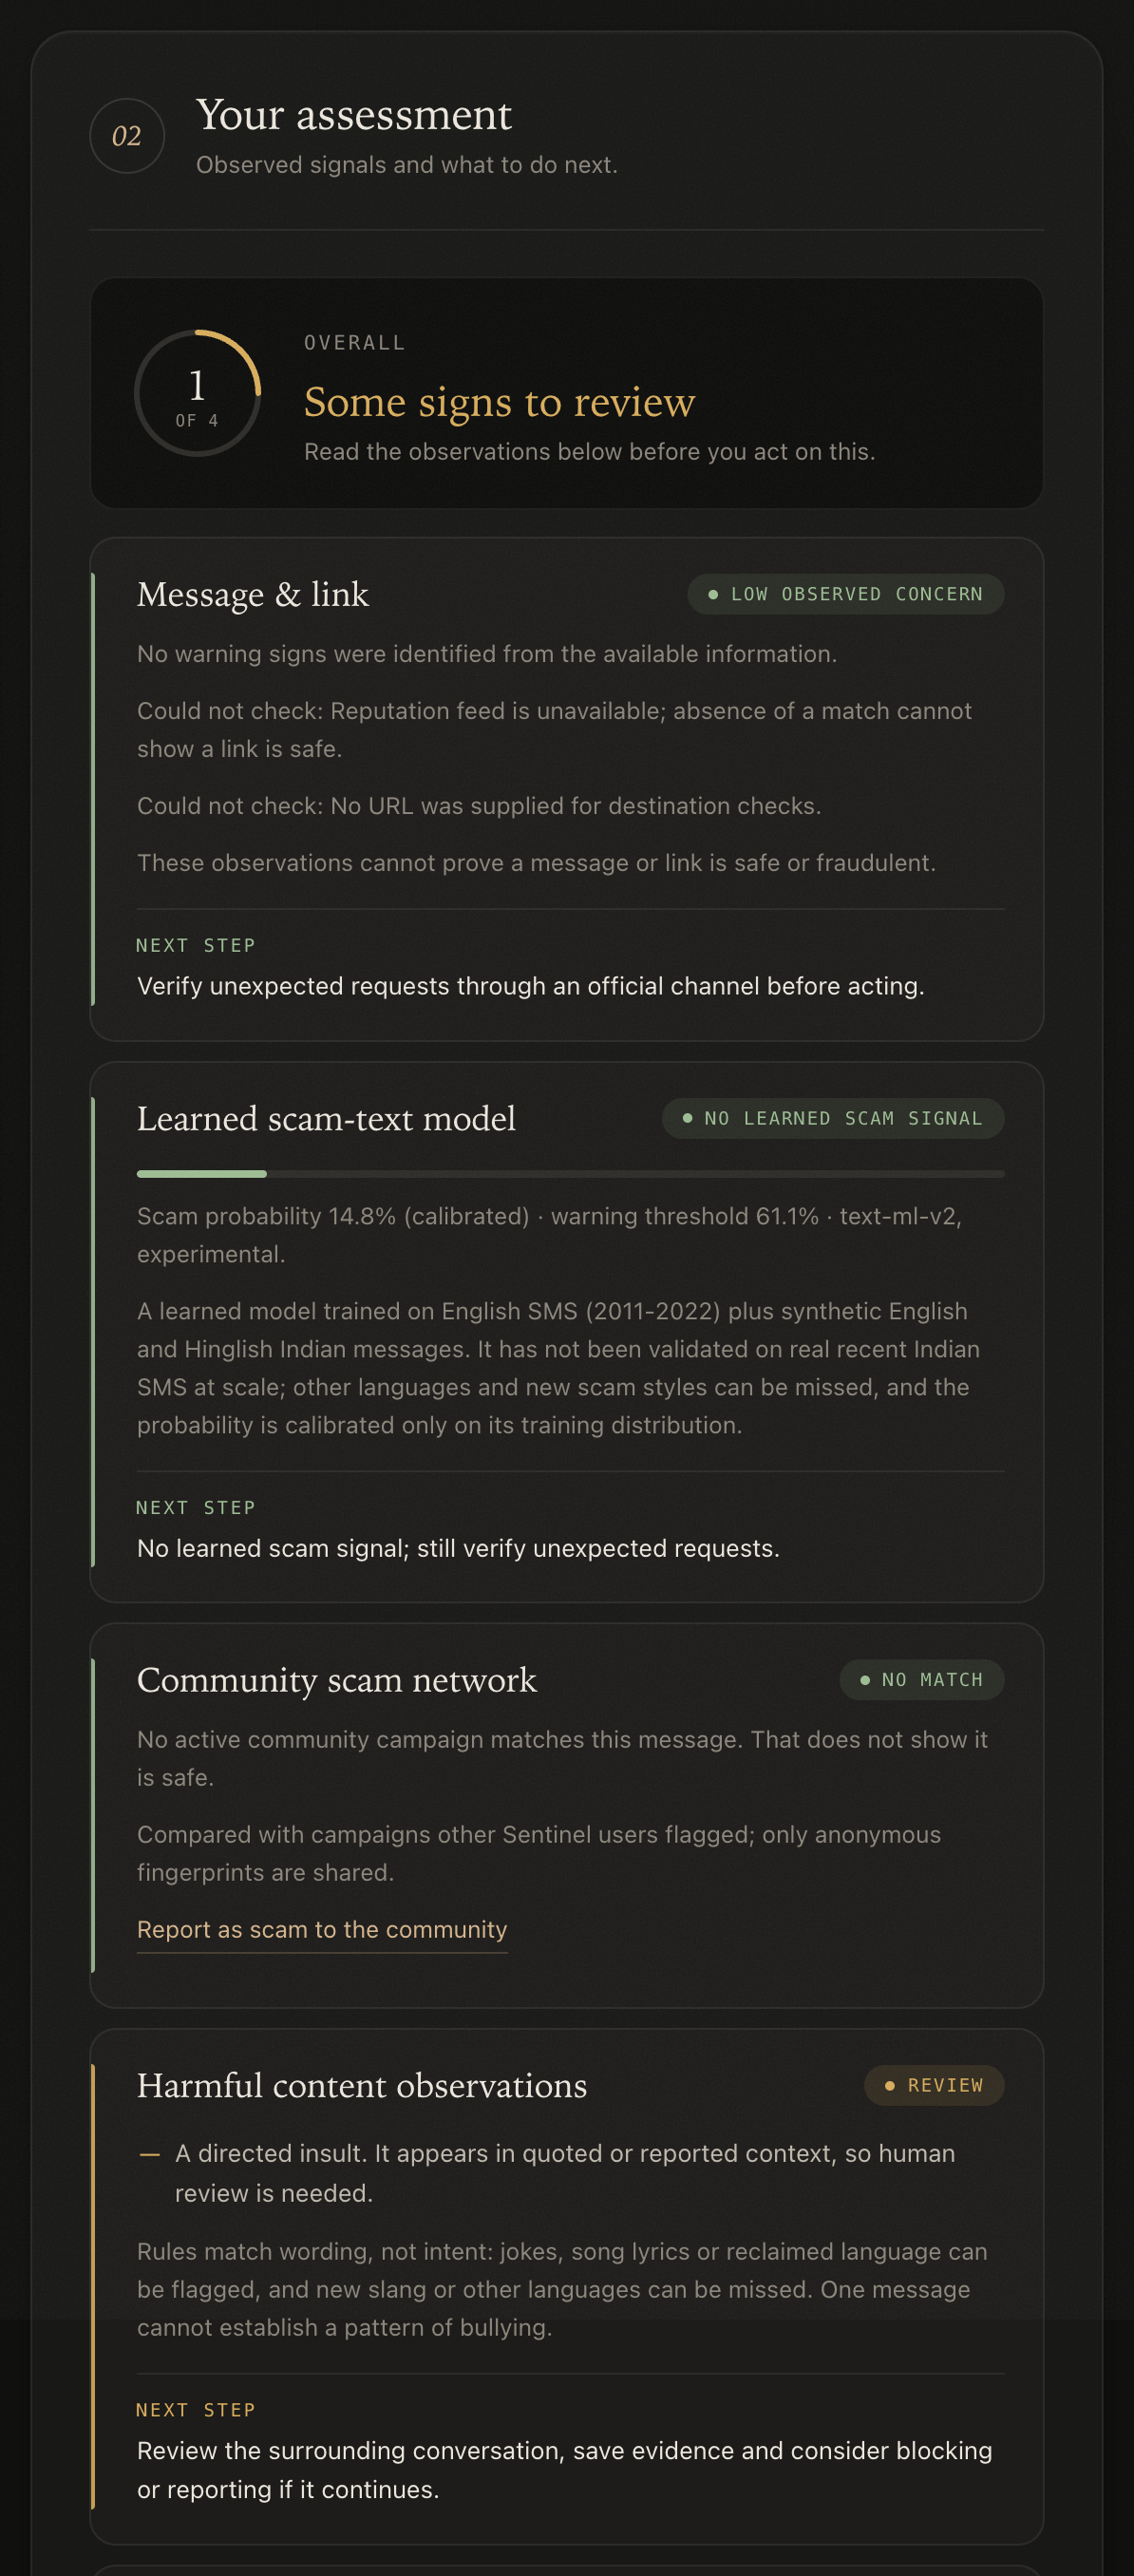 02
Your assessment
Observed signals and what to do next.
1
OF 4
OVERALL
Some signs to review
Read the observations below before you act on this.
Message & link
LOW OBSERVED CONCERN
No warning signs were identified from the available information.
Could not check: Reputation feed is unavailable; absence of a match cannot
show a link is safe.
Could not check: No URL was supplied for destination checks.
These observations cannot prove a message or link is safe or fraudulent.
NEXT STEP
Verify unexpected requests through an official channel before acting.
Learned scam-text model
NO LEARNED SCAM SIGNAL
Scam probability 14.8% (calibrated) · warning threshold 61.1% · text-ml-v2,
experimental.
A learned model trained on English SMS (2011-2022) plus synthetic English
and Hinglish Indian messages. It has not been validated on real recent Indian
SMS at scale; other languages and new scam styles can be missed, and the
probability is calibrated only on its training distribution.
NEXT STEP
No learned scam signal; still verify unexpected requests.
Community scam network
NO MATCH
No active community campaign matches this message. That does not show it
is safe.
Compared with campaigns other Sentinel users flagged; only anonymous
fingerprints are shared.
Report as scam to the community
Harmful content observations
REVIEW
— A directed insult. It appears in quoted or reported context, so human
review is needed.
Rules match wording, not intent: jokes, song lyrics or reclaimed language can
be flagged, and new slang or other languages can be missed. One message
cannot establish a pattern of bullying.
NEXT STEP
Review the surrounding conversation, save evidence and consider blocking
or reporting if it continues.